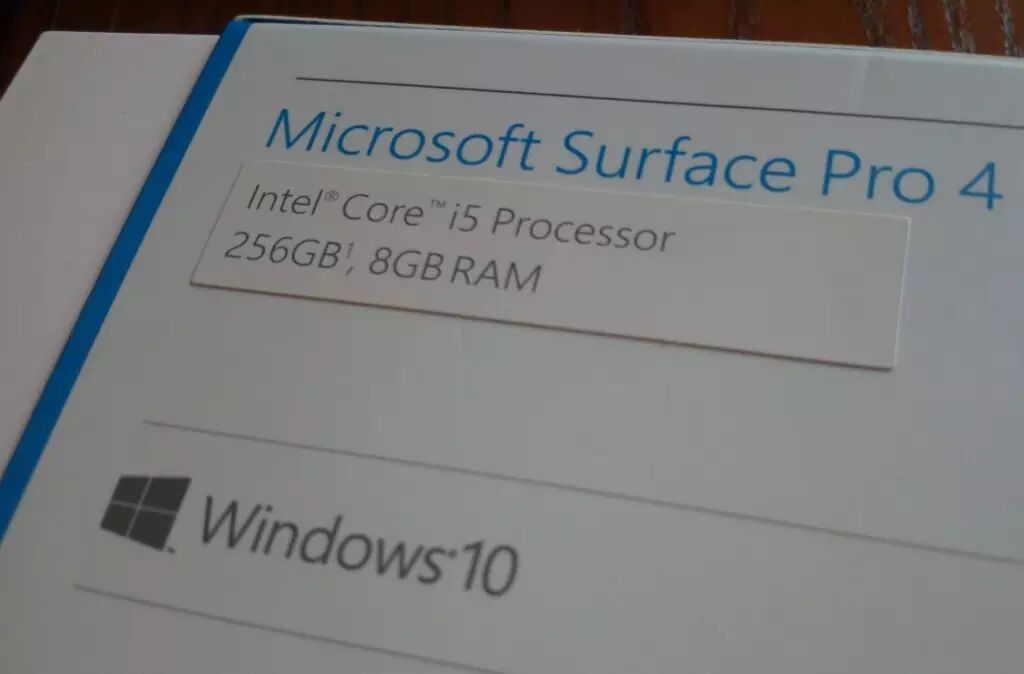 Microsoft Surface Pro 4
Intel® Core™ i5 Processor
256GB¹, 8GB RAM
Windows 10